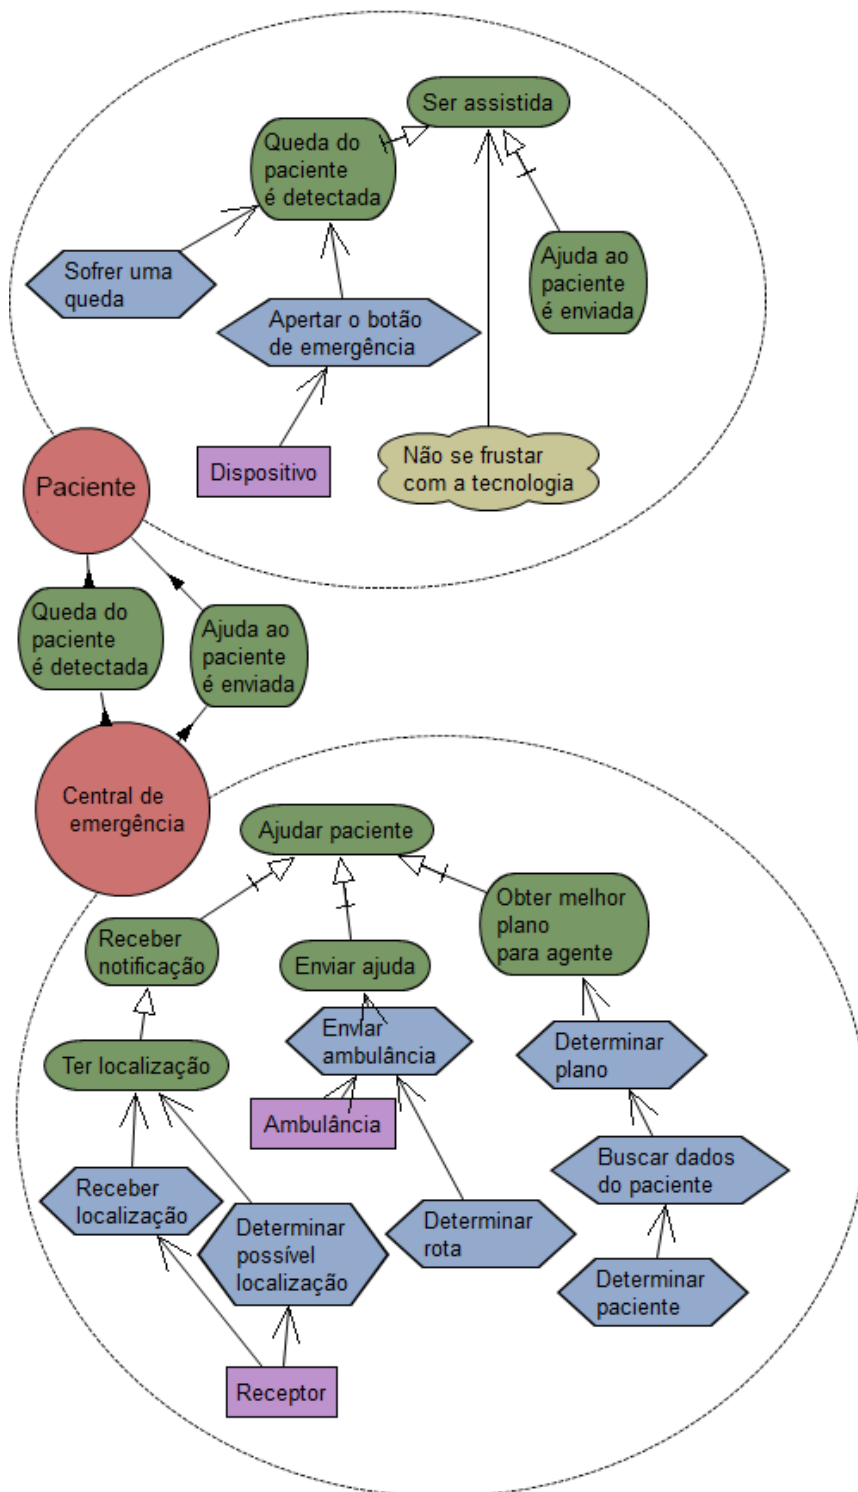 Ser assistida
Queda do
paciente
é detectada
Ajuda ao
paciente
é enviada
Sofrer uma
queda
Apertar o botão
de emergência
Dispositivo
Não se frustar
com a tecnologia
Paciente
Queda do
paciente
é detectada
Ajuda ao
paciente
é enviada
Central de
emergência
Ajudar paciente
Receber
notificação
Enviar ajuda
Obter melhor
plano
para agente
Ter localização
Enviar
ambulância
Determinar
plano
Ambulância
Receber
localização
Determinar
possível
localização
Determinar
rota
Buscar dados
do paciente
Determinar
paciente
Receptor